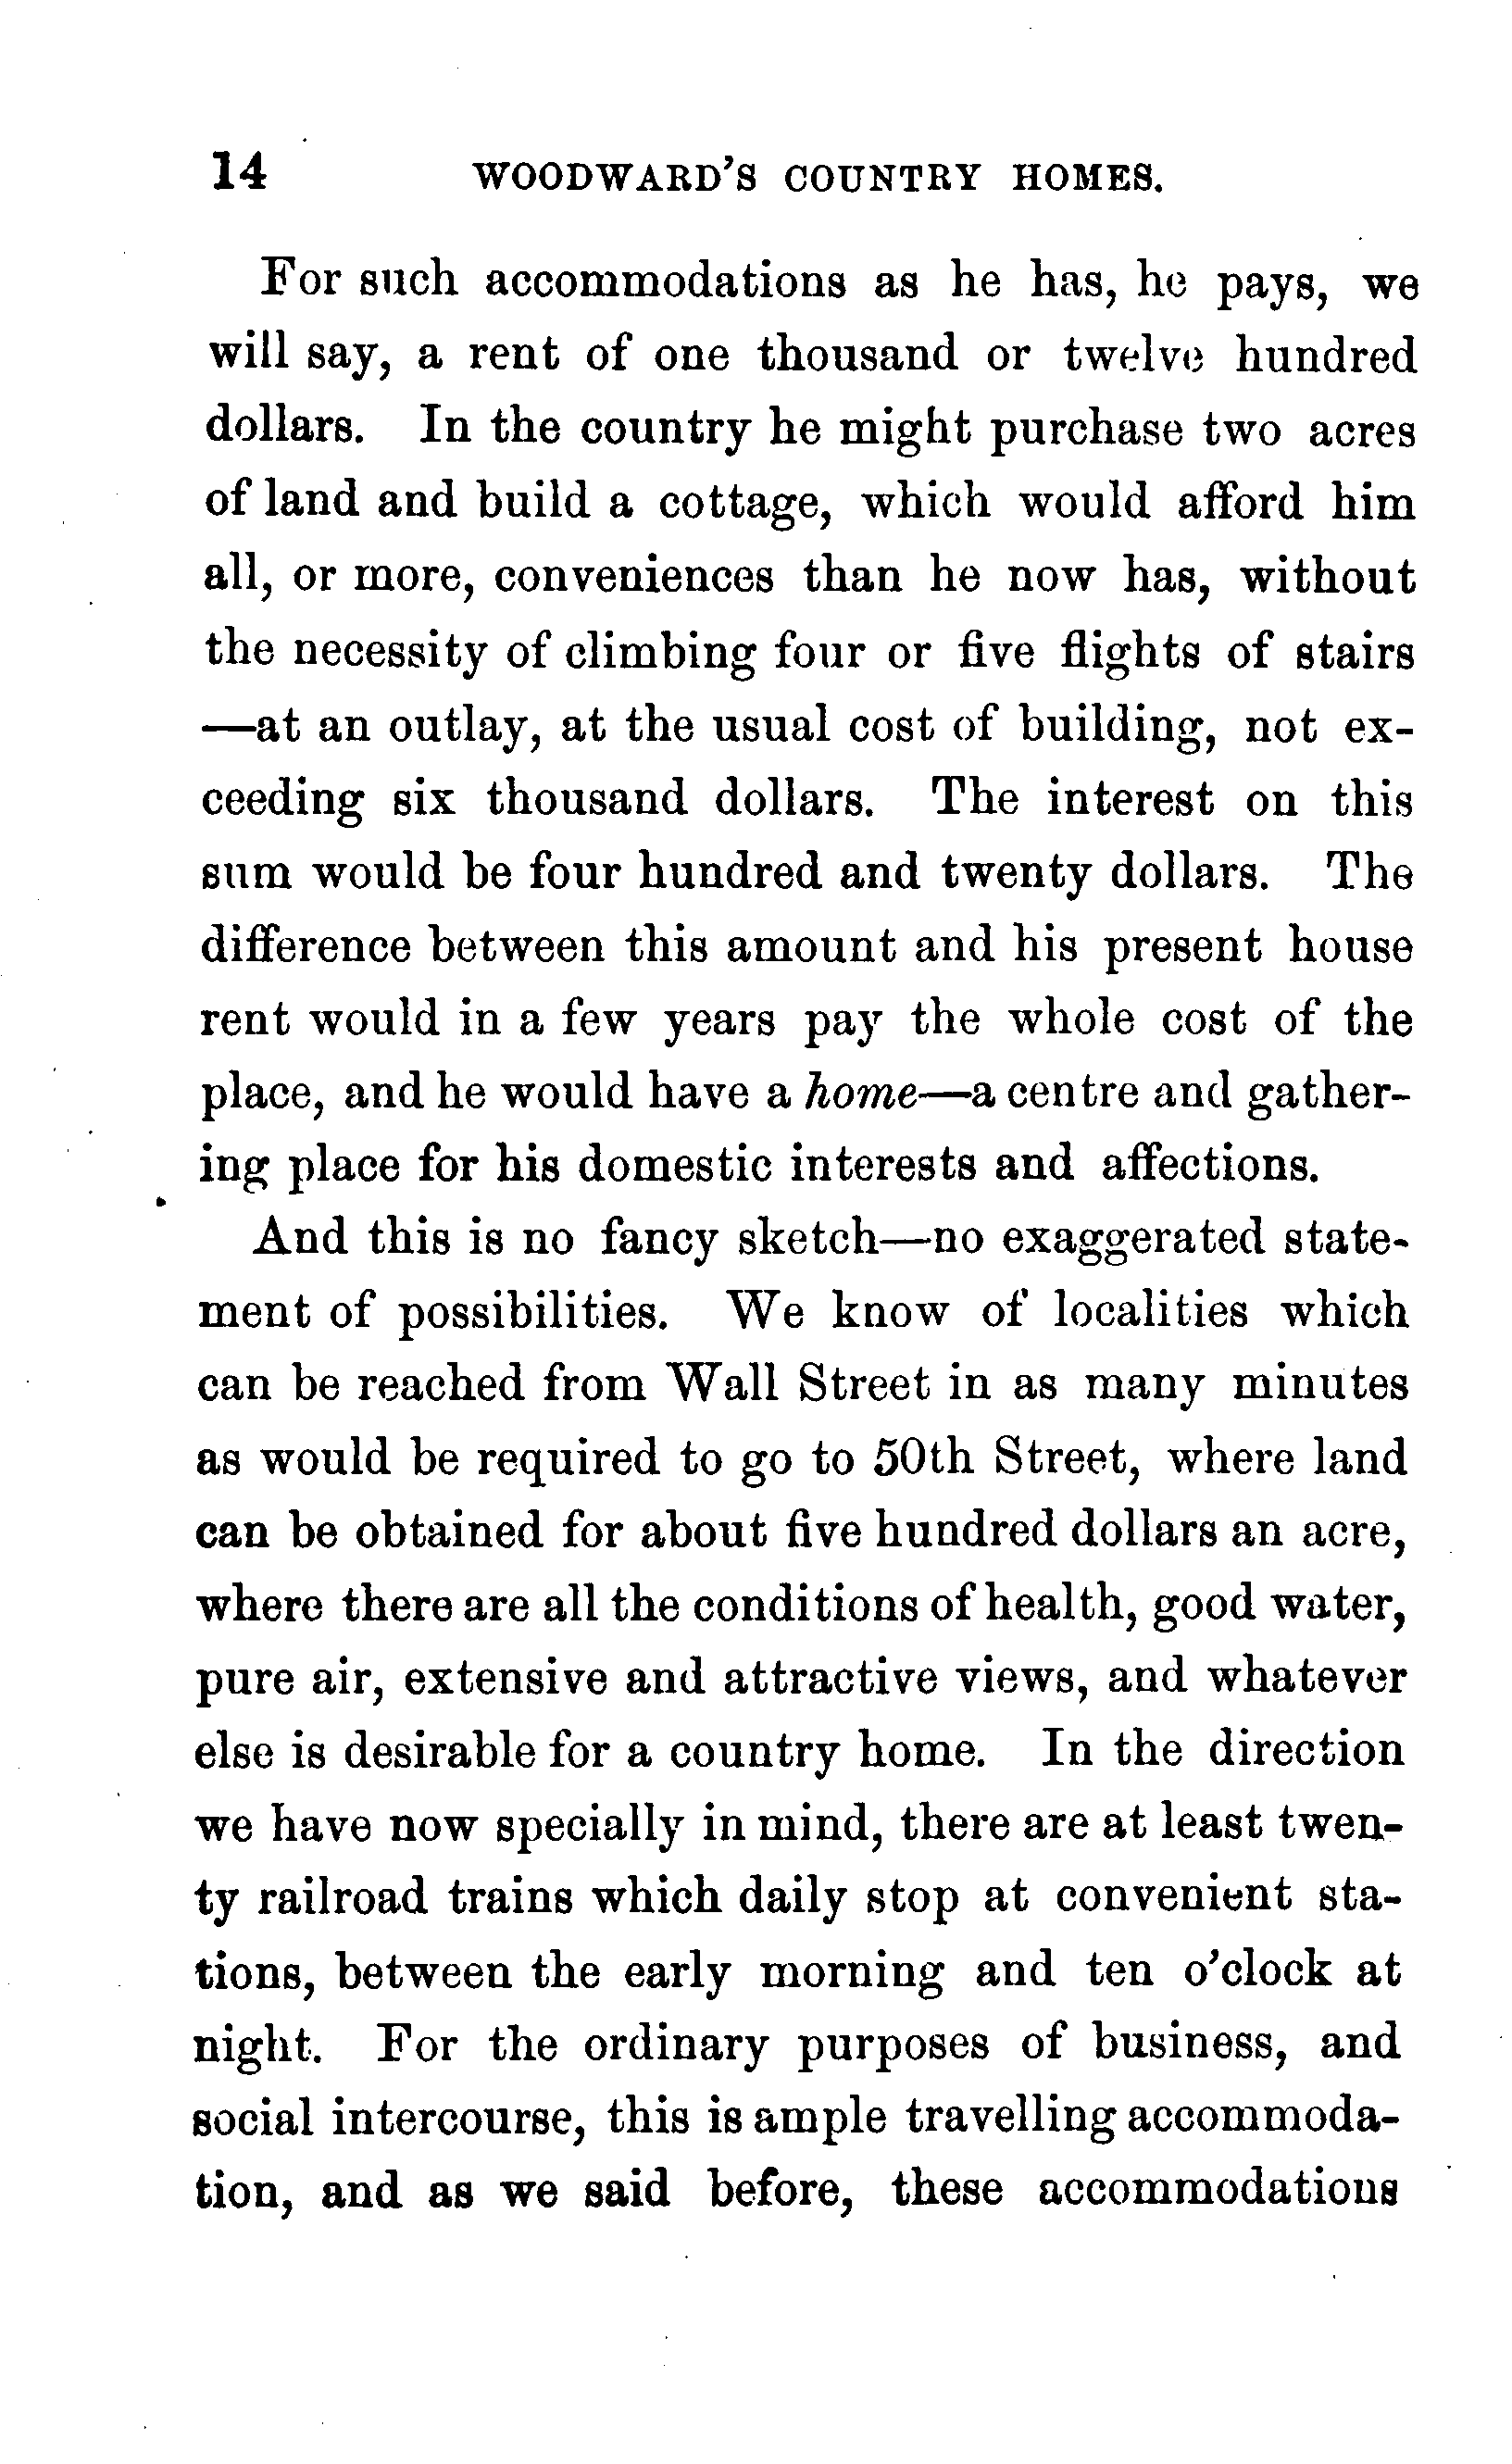 14 WOODWARD'S COUNTRY HOMES.
For such accommodations as he has, he pays, we
will say, a rent of one thousand or twelve hundred
dollars. In the country he might purchase two acres
of land and build a cottage, which would afford him
all, or more, conveniences than he now has, without
the necessity of climbing four or five flights of stairs
—at an outlay, at the usual cost of building, not ex-
ceeding six thousand dollars. The interest on this
sum would be four hundred and twenty dollars. The
difference between this amount and his present house
rent would in a few years pay the whole cost of the
place, and he would have a home—a centre and gather-
ing place for his domestic interests and affections.
And this is no fancy sketch—no exaggerated state-
ment of possibilities. We know of localities which
can be reached from Wall Street in as many minutes
as would be required to go to 50th Street, where land
can be obtained for about five hundred dollars an acre,
where there are all the conditions of health, good water,
pure air, extensive and attractive views, and whatever
else is desirable for a country home. In the direction
we have now specially in mind, there are at least twen-
ty railroad trains which daily stop at convenient sta-
tions, between the early morning and ten o'clock at
night. For the ordinary purposes of business, and
social intercourse, this is ample travelling accommoda-
tion, and as we said before, these accommodations